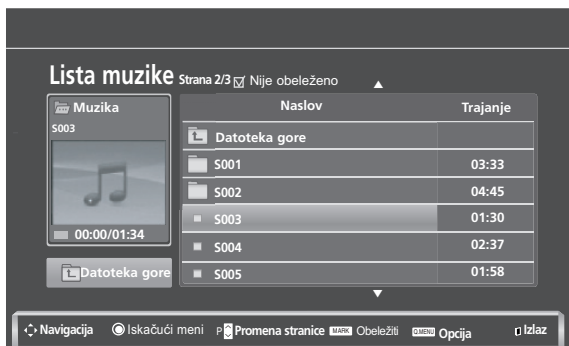 Lista muzike Strana 2/3 Nije obeleženo
Muzika
S003
00:00/01:34
Datoteka gore
Naslov Trajanje
Datoteka gore
S001 03:33
S002 04:45
S003 01:30
S004 02:37
S005 01:58
Navigacija Iskačući meni P Promena stranice MARK Obeležiti Q.MENU Opcija Izlaz